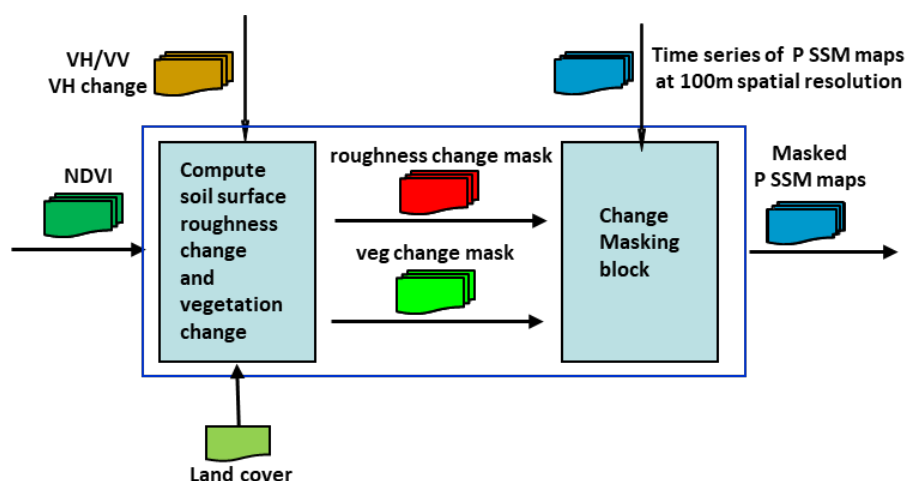 VH/VV
VH change
Time series of P SSM maps
at 100m spatial resolution
NDVI
Compute
soil surface
roughness
change
and
vegetation
change
roughness change mask
veg change mask
Change
Masking
block
Masked
P SSM maps
Land cover